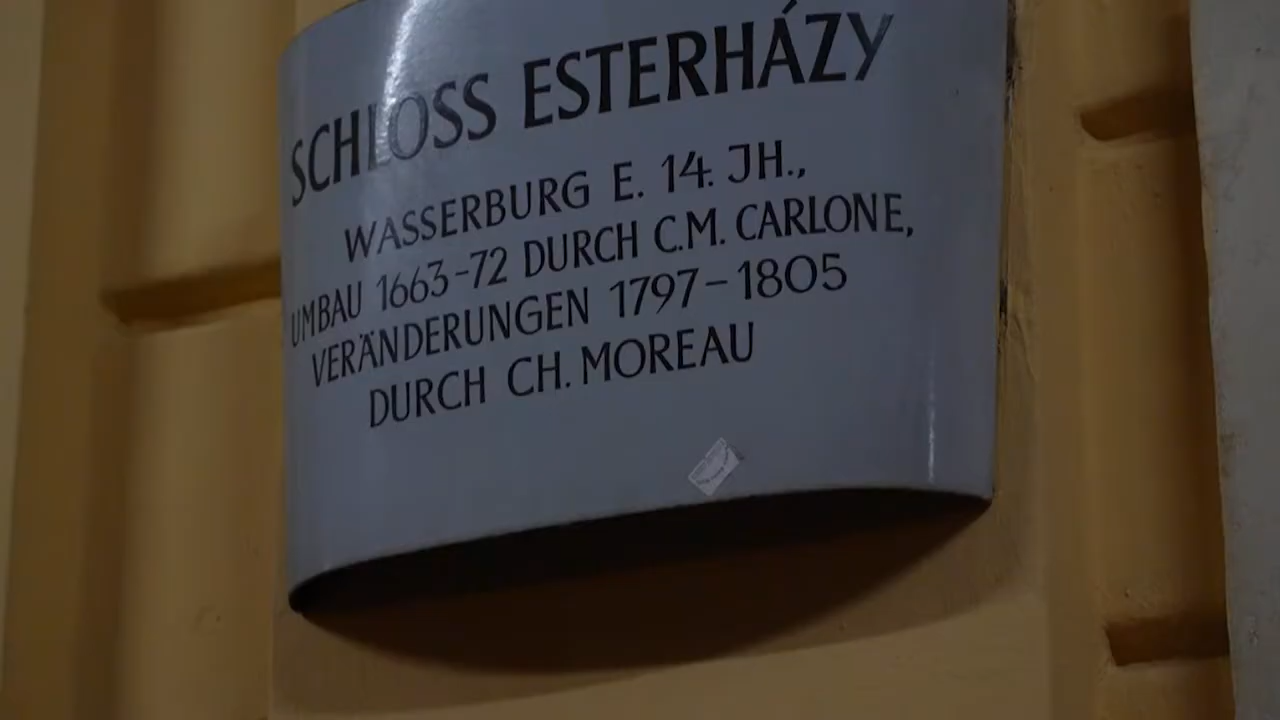 SCHLOSS ESTERHÁZY
WASSERBURG E. 14. JH.,
UMBAU 1663-72 DURCH C.M. CARLONE,
VERÄNDERUNGEN 1797-1805
DURCH CH. MOREAU